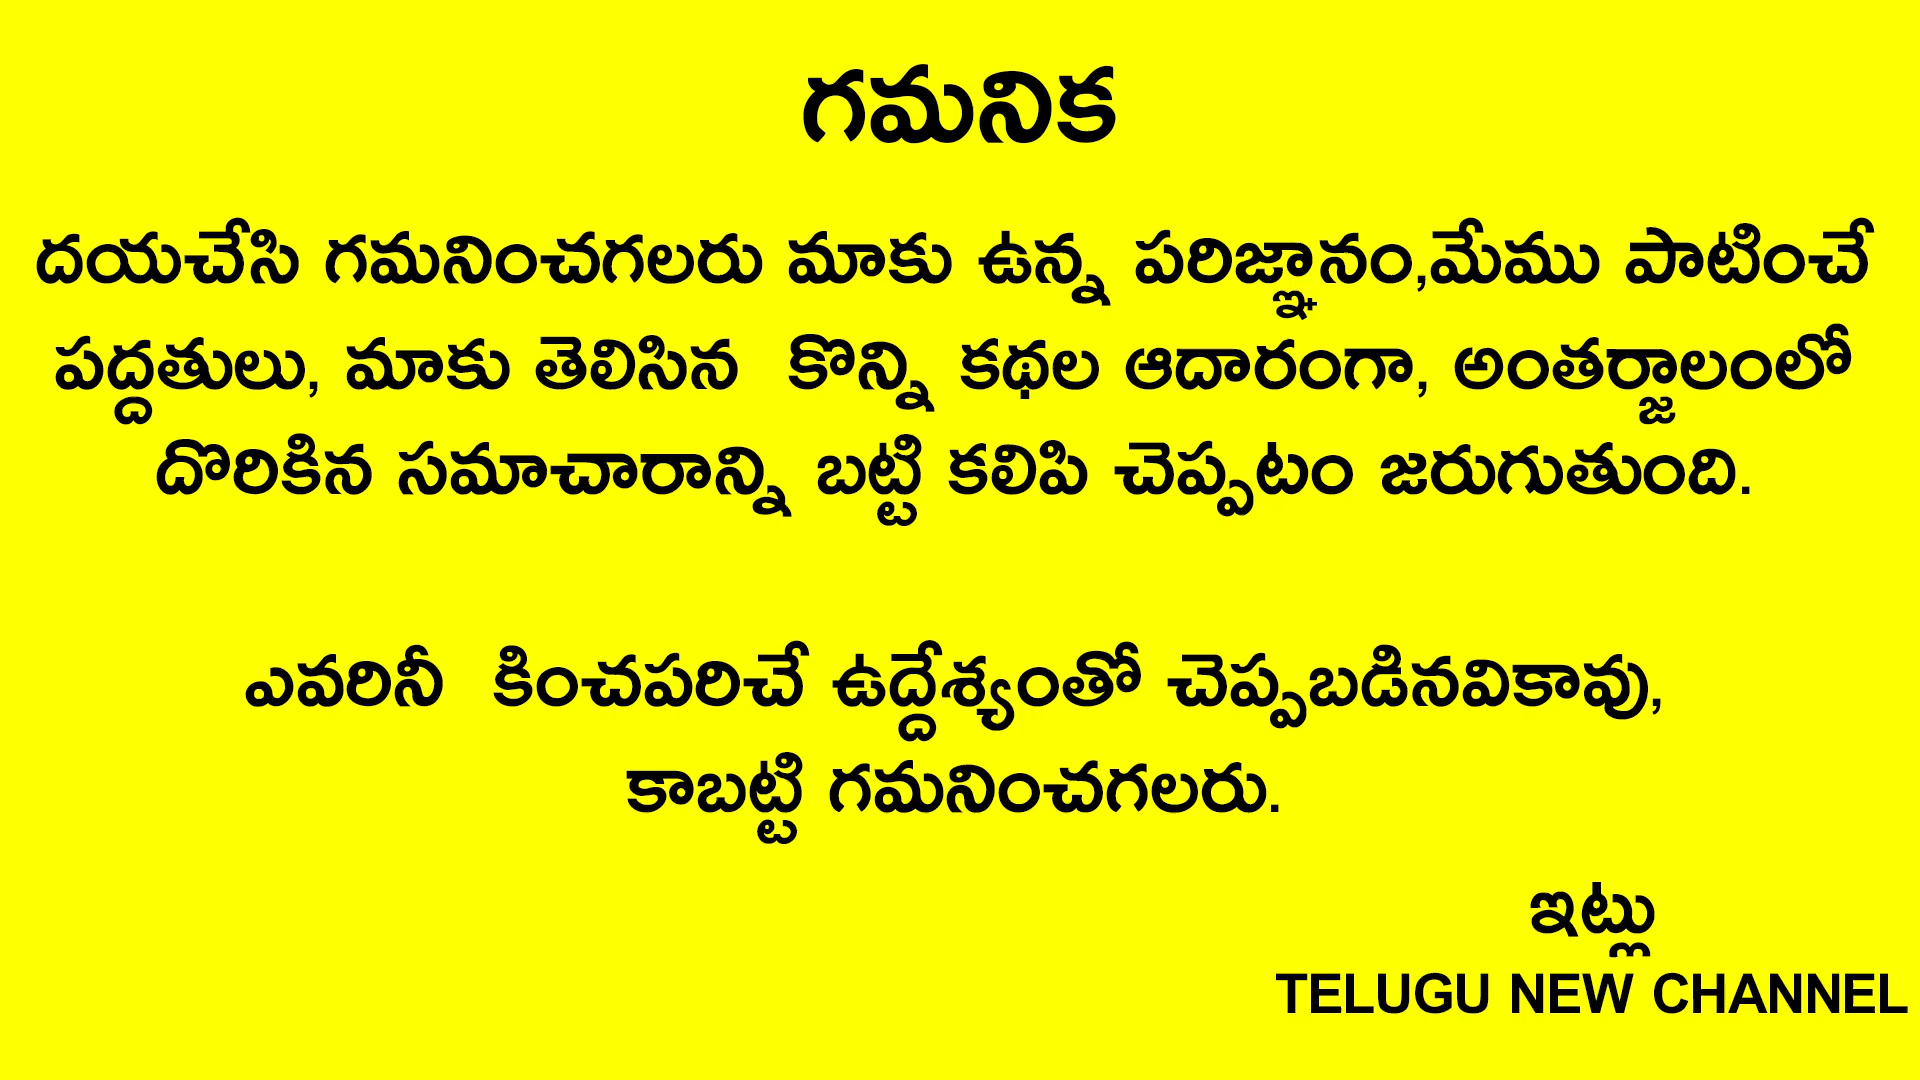 గమనిక
దయచేసి గమనించగలరు మాకు ఉన్న పరిజ్ఞానం,మేము పాటించే
పద్దతులు, మాకు తెలిసిన కొన్ని కథల ఆదారంగా, అంతర్జాలంలో
దొరికిన సమాచారాన్ని బట్టి కలిపి చెప్పటం జరుగుతుంది.
ఎవరినీ కించపరిచే ఉద్దేశ్యంతో చెప్పబడినవికావు,
కాబట్టి గమనించగలరు.
ఇట్లు
TELUGU NEW CHANNEL